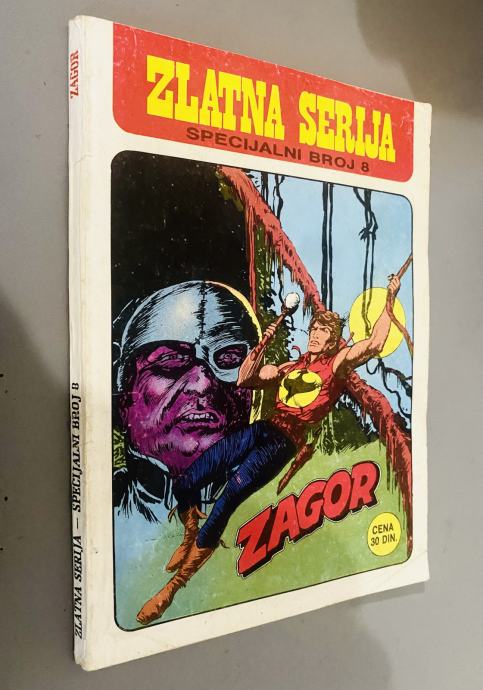 ZAGOR
ZLATNA SERIJA — SPECIJALNI BROJ 8
ZLATNA SERIJA
SPECIJALNI BROJ 8
ZAGOR
CENA
30 DIN.